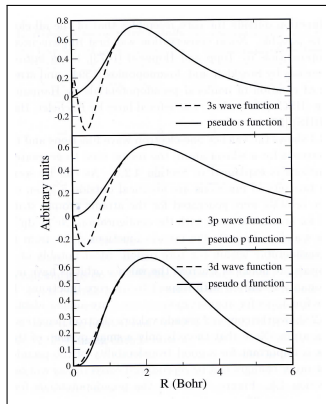 0.8
0.6
0.4
0.2
0
-0.2
3s wave function
pseudo s function
0.6
0.4
0.2
0
-0.2
3p wave function
pseudo p function
Arbitrary units
0.6
0.5
0.4
0.3
0.2
0.1
0
3d wave function
pseudo d function
0 2 4 6
R (Bohr)